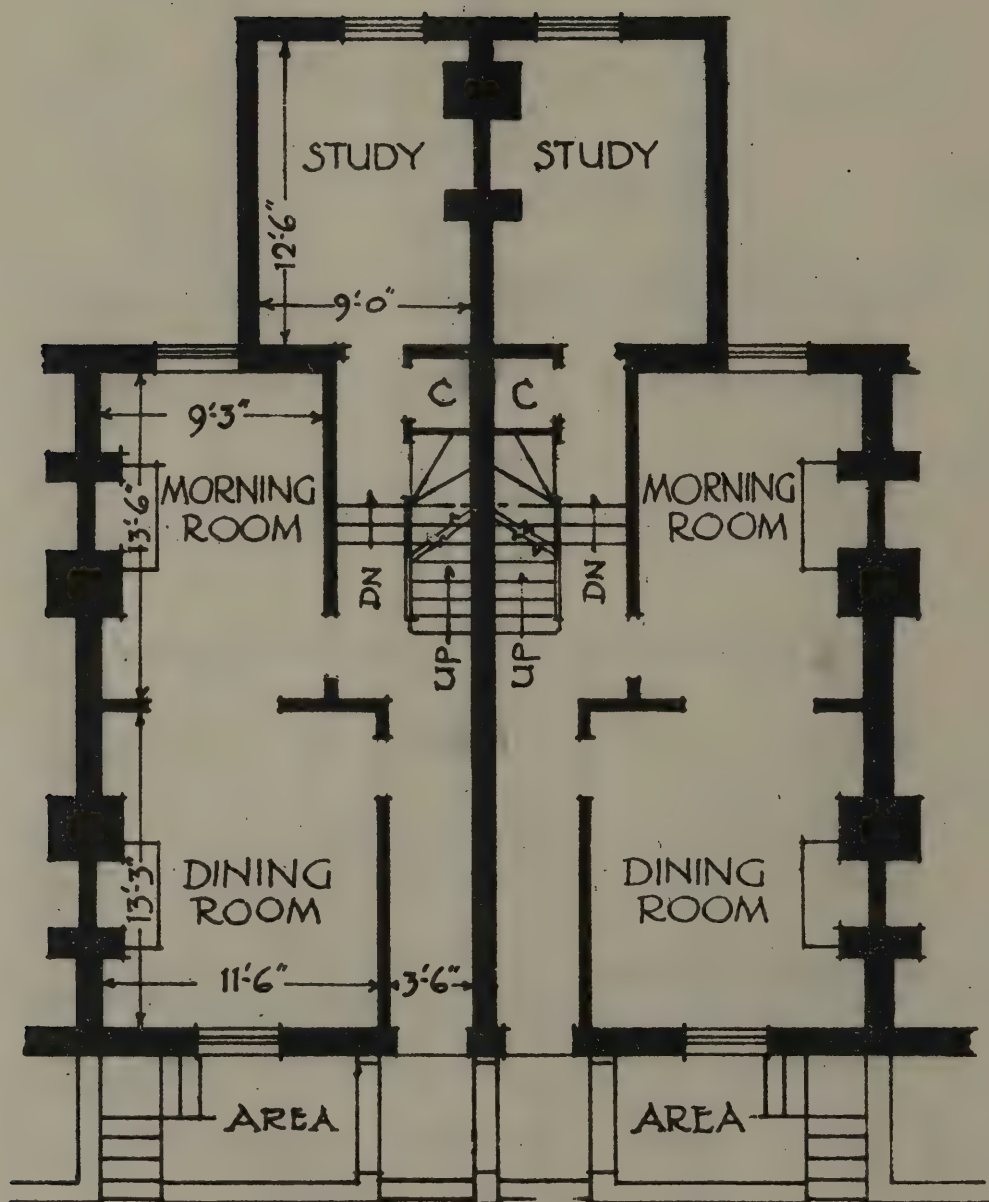 STUDY
STUDY
12'-6"
9'-0"
C
C
9'-3"
MORNING
ROOM
MORNING
ROOM
13'-6"
DN
DN
UP
UP
DINING
ROOM
DINING
ROOM
13'-3"
11'-6"
3'-6"
AREA
AREA